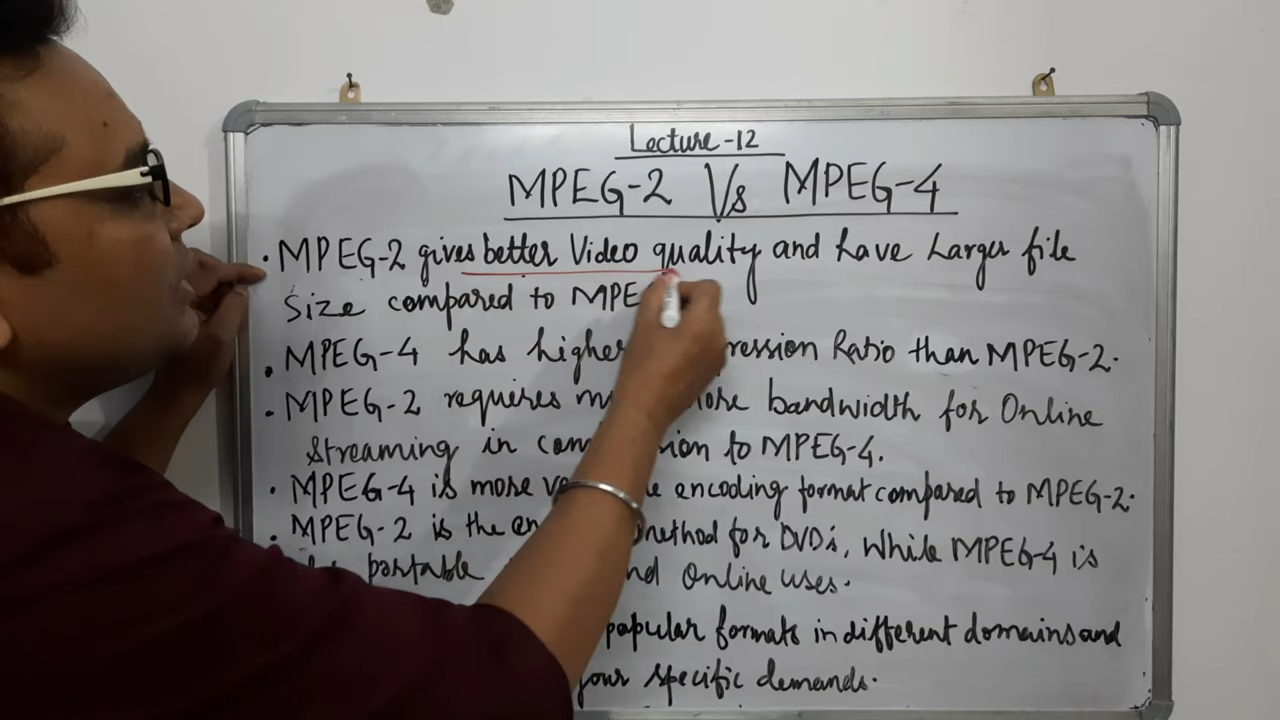 Lecture-12
MPEG-2 Vs MPEG-4
• MPEG-2 gives better Video quality and have Larger file
Size compared to MPE
• MPEG-4 has higher ression Ratio than MPEG-2.
• MPEG-2 requires more bandwidth for Online
Streaming in com ion to MPEG-4.
• MPEG-4 is more encoding format compared to MPEG-2.
• MPEG-2 is the en method for DVDs, While MPEG-4 is
portable nd Online uses.
popular formats in different domains and
your specific demands.